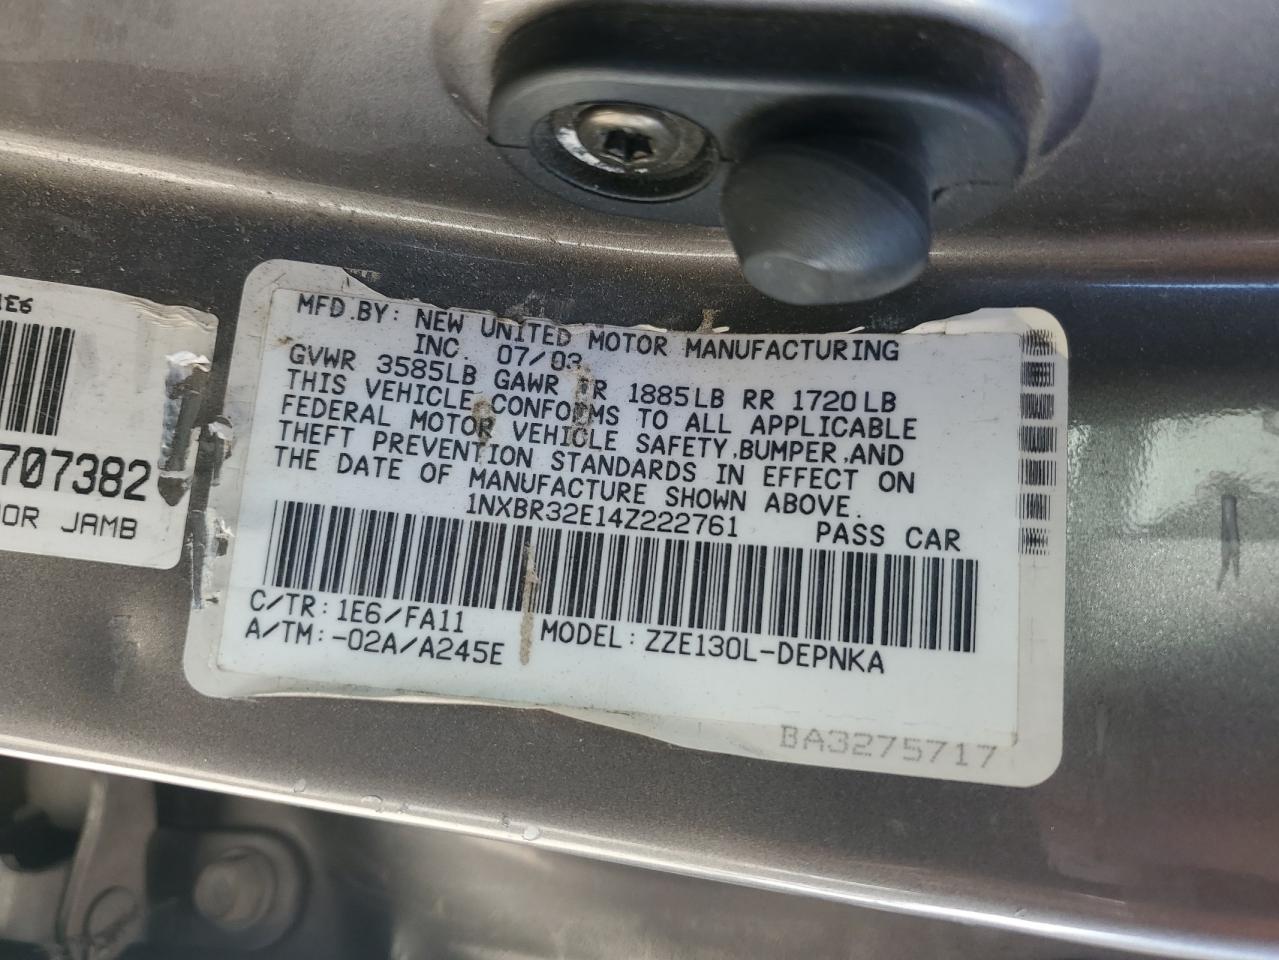 1E6
707382
OOR JAMB
MFD.BY: NEW UNITED MOTOR MANUFACTURING
INC. 07/03
GVWR 3585LB GAWR FR 1885LB RR 1720LB
THIS VEHICLE CONFORMS TO ALL APPLICABLE
FEDERAL MOTOR VEHICLE SAFETY,BUMPER,AND
THEFT PREVENTION STANDARDS IN EFFECT ON
THE DATE OF MANUFACTURE SHOWN ABOVE.
1NXBR32E14Z222761 PASS CAR
C/TR:1E6/FA11
A/TM:-02A/A245E MODEL:ZZE130L-DEPNKA
BA3275717